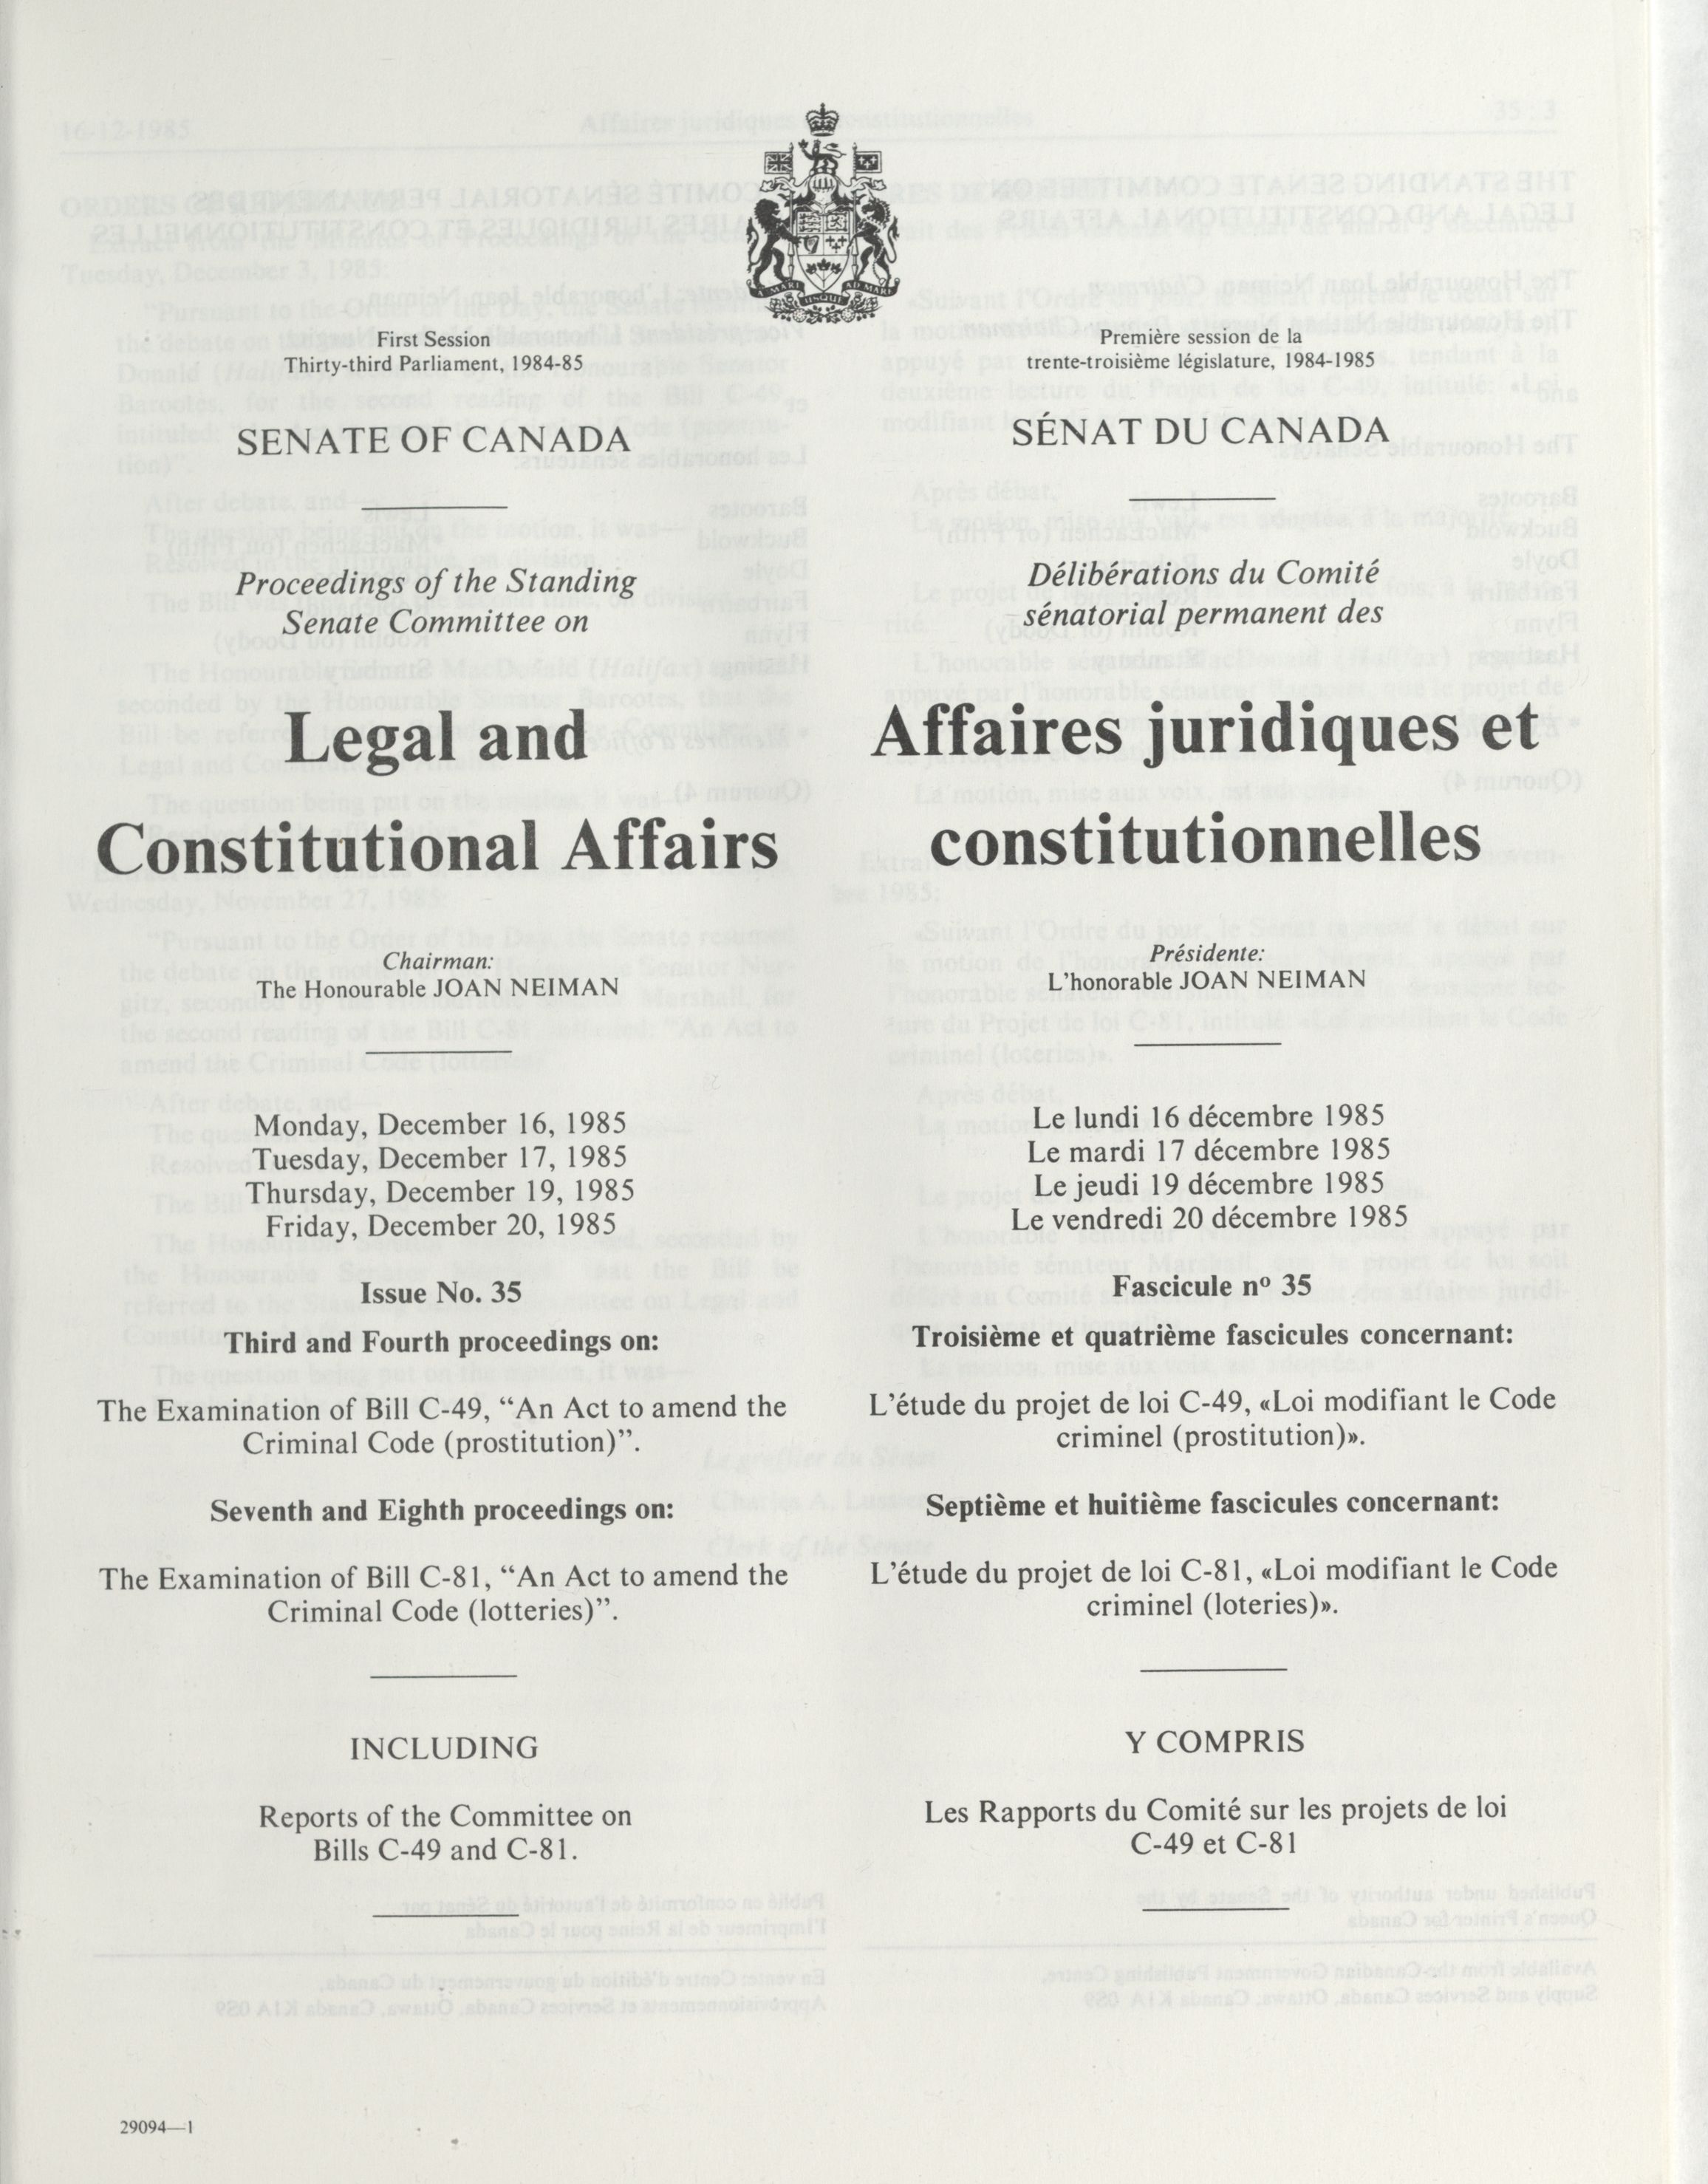 A MARI USQUE AD MARE
First Session
Thirty-third Parliament, 1984-85
SENATE OF CANADA
Proceedings of the Standing
Senate Committee on
Legal and
Constitutional Affairs
Chairman:
The Honourable JOAN NEIMAN
Monday, December 16, 1985
Tuesday, December 17, 1985
Thursday, December 19, 1985
Friday, December 20, 1985
Issue No. 35
Third and Fourth proceedings on:
The Examination of Bill C-49, “An Act to amend the
Criminal Code (prostitution)”.
Seventh and Eighth proceedings on:
The Examination of Bill C-81, “An Act to amend the
Criminal Code (lotteries)”.
INCLUDING
Reports of the Committee on
Bills C-49 and C-81.
Première session de la
trente-troisième législature, 1984-1985
SÉNAT DU CANADA
Délibérations du Comité
sénatorial permanent des
Affaires juridiques et
constitutionnelles
Présidente:
L'honorable JOAN NEIMAN
Le lundi 16 décembre 1985
Le mardi 17 décembre 1985
Le jeudi 19 décembre 1985
Le vendredi 20 décembre 1985
Fascicule nº 35
Troisième et quatrième fascicules concernant:
L'étude du projet de loi C-49, «Loi modifiant le Code
criminel (prostitution)».
Septième et huitième fascicules concernant:
L'étude du projet de loi C-81, «Loi modifiant le Code
criminel (loteries)».
Y COMPRIS
Les Rapports du Comité sur les projets de loi
C-49 et C-81
29094—1